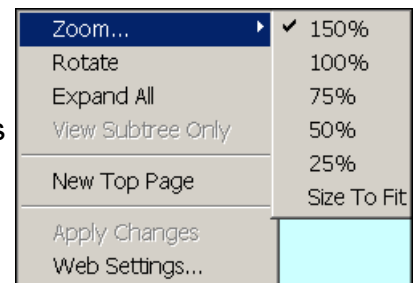 Zoom...
Rotate
Expand All
View Subtree Only
New Top Page
Apply Changes
Web Settings...
150%
100%
75%
50%
25%
Size To Fit
s